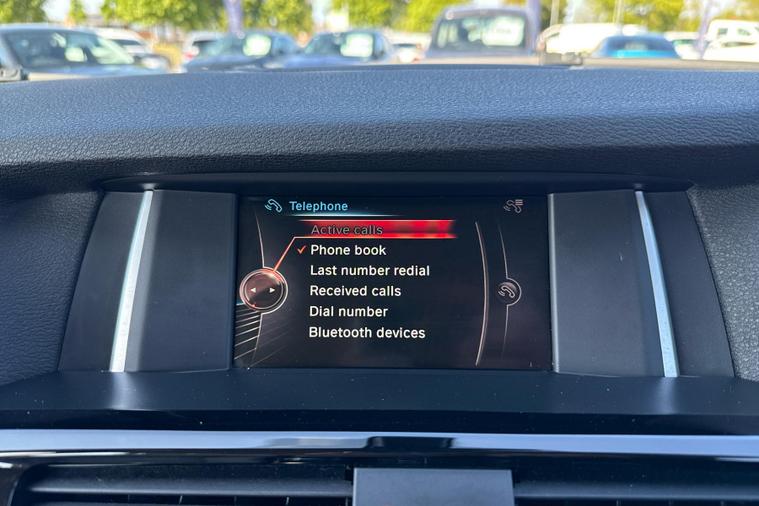 Telephone
Active calls
Phone book
Last number redial
Received calls
Dial number
Bluetooth devices